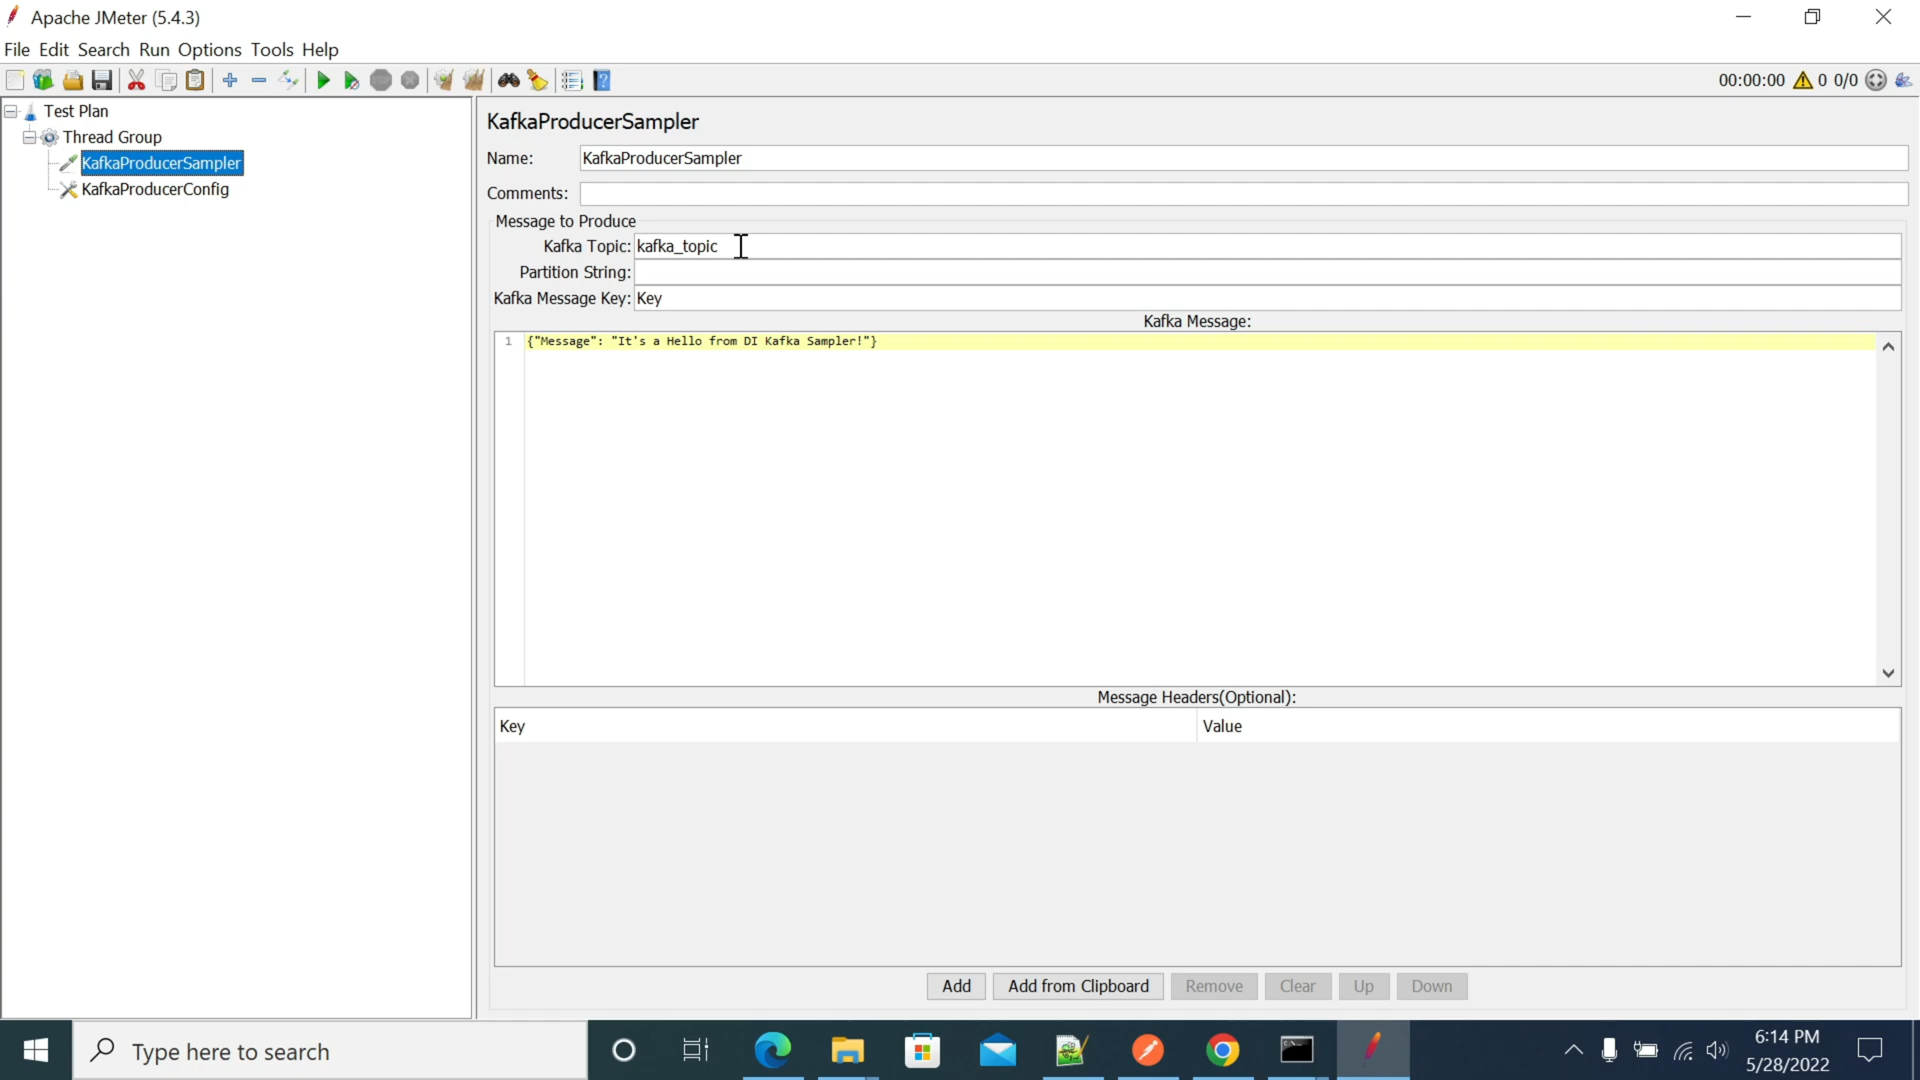 Apache JMeter (5.4.3)
File Edit Search Run Options Tools Help
00:00:00 0 0/0
Test Plan
Thread Group
KafkaProducerSampler
KafkaProducerConfig
KafkaProducerSampler
Name: KafkaProducerSampler
Comments:
Message to Produce
Kafka Topic: kafka_topic
Partition String:
Kafka Message Key: Key
Kafka Message:
1 {"Message": "It's a Hello from DI Kafka Sampler!"}
Message Headers(Optional):
Key Value
Add Add from Clipboard Remove Clear Up Down
Type here to search
6:14 PM
5/28/2022